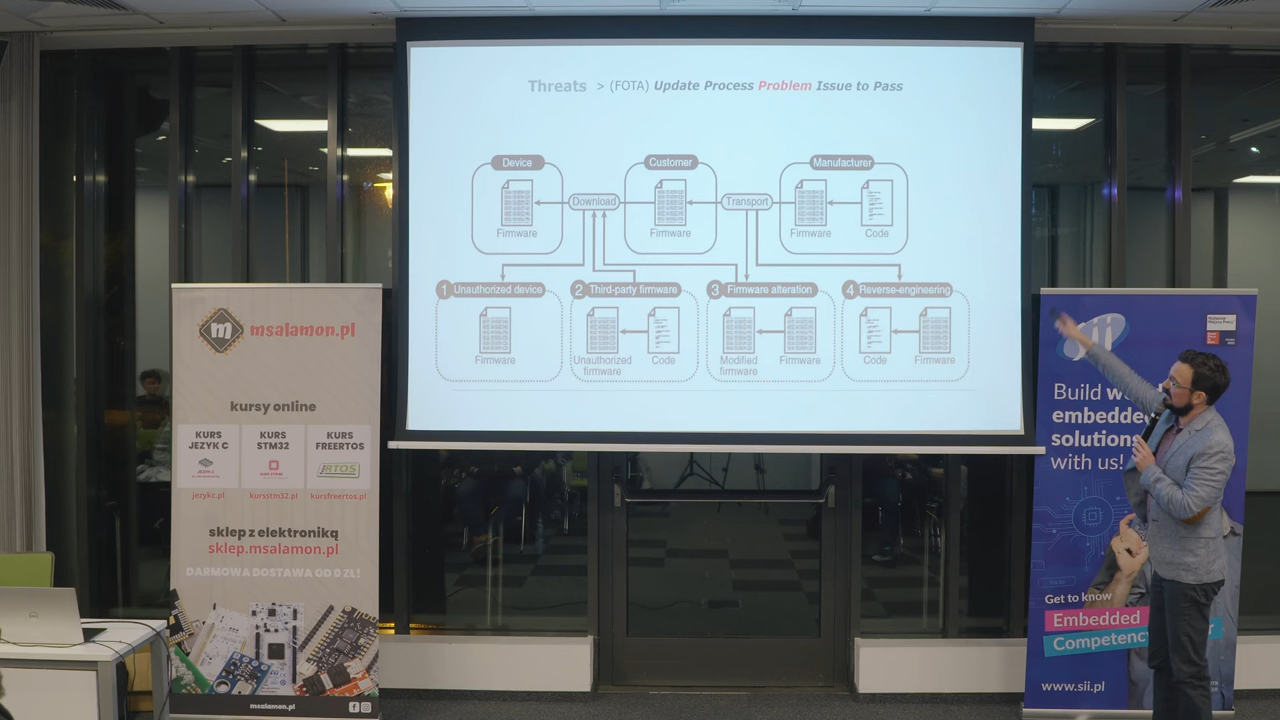 Threats > (FOTA) Update Process Problem Issue to Pass
Device
Customer
Manufacturer
Download
Transport
Firmware
Firmware
Firmware
Code
1 Unauthorized device
2 Third-party firmware
3 Firmware alteration
4 Reverse-engineering
Firmware
Unauthorized
firmware
Code
Modified
firmware
Firmware
Code
Firmware
m
msalamon.pl
kursy online
KURS
JEZYK C
KURS
STM32
KURS
FREERTOS
RTOS
jezykc.pl
kursstm32.pl
kursfreertos.pl
sklep z elektroniką
sklep.msalamon.pl
DARMOWA DOSTAWA OD 0 ZŁ!
msalamon.pl
sii
Build
embedded
solutions
with us!
Get to know
Embedded
www.sii.pl